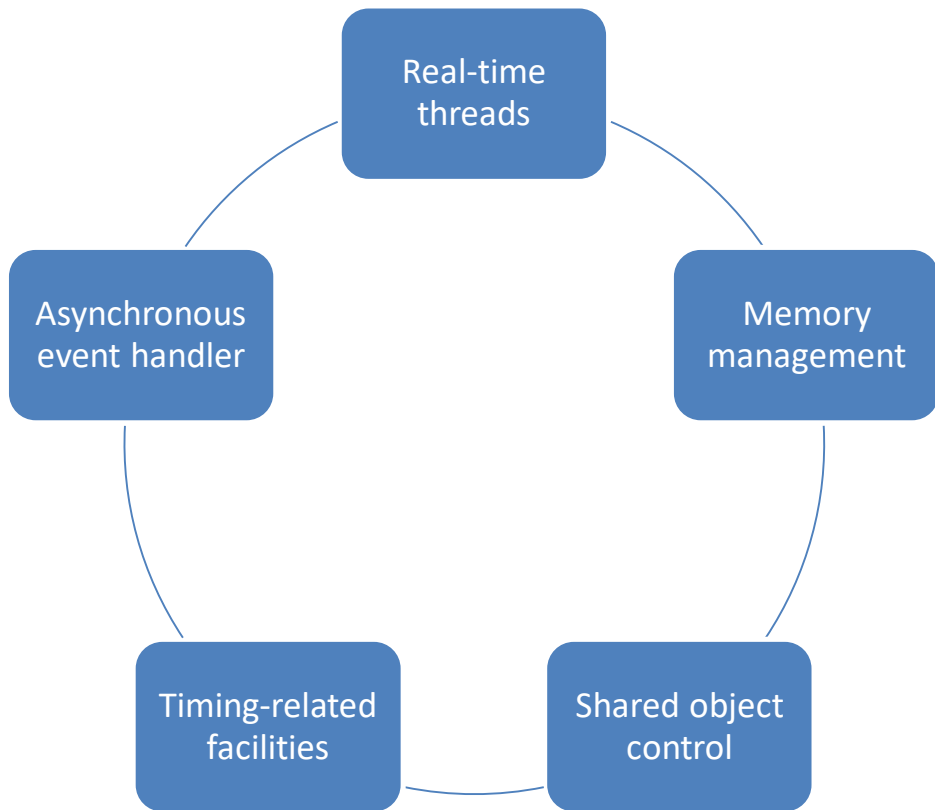 Real-time
threads
Asynchronous
event handler
Memory
management
Timing-related
facilities
Shared object
control